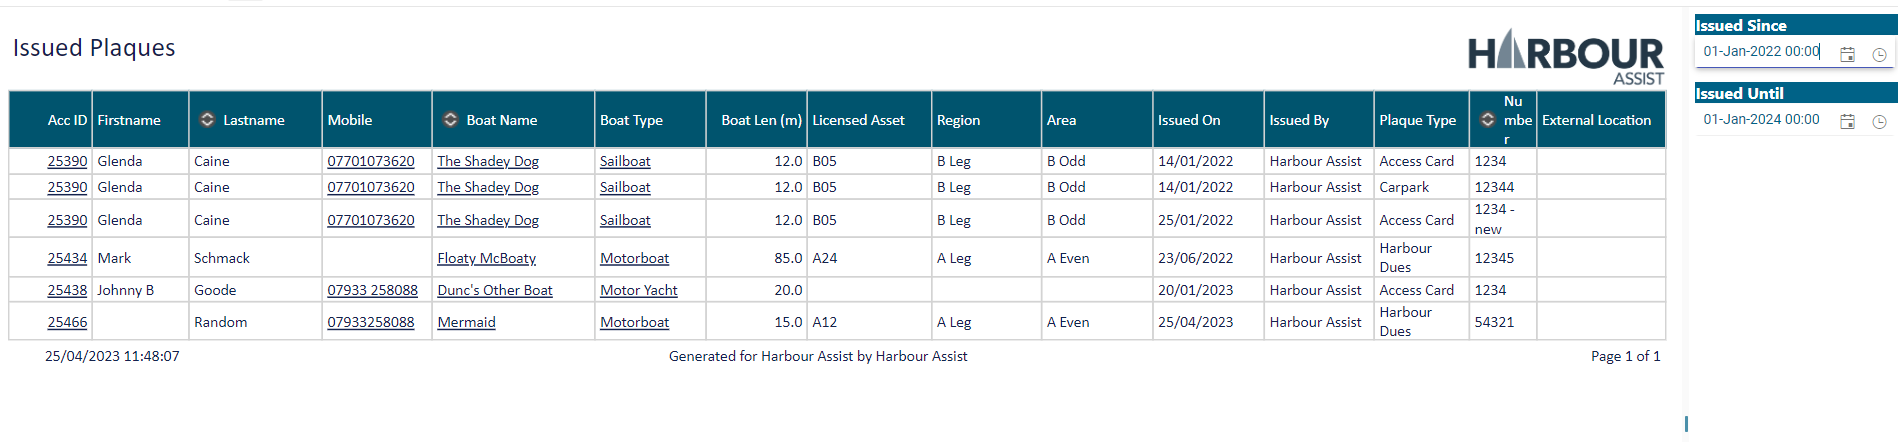 Issued Plaques
HARBOUR
ASSIST
Issued Since
01-Jan-2022 00:00
Issued Until
01-Jan-2024 00:00
Acc ID Firstname Lastname Mobile Boat Name Boat Type Boat Len (m) Licensed Asset Region Area Issued On Issued By Plaque Type Nu
mbe
r External Location
25390 Glenda Caine 07701073620 The Shadey Dog Sailboat 12.0 B05 B Leg B Odd 14/01/2022 Harbour Assist Access Card 1234
25390 Glenda Caine 07701073620 The Shadey Dog Sailboat 12.0 B05 B Leg B Odd 14/01/2022 Harbour Assist Carpark 12344
25390 Glenda Caine 07701073620 The Shadey Dog Sailboat 12.0 B05 B Leg B Odd 25/01/2022 Harbour Assist Access Card 1234 -
new
25434 Mark Schmack Floaty McBoaty Motorboat 85.0 A24 A Leg A Even 23/06/2022 Harbour Assist Harbour
Dues 12345
25438 Johnny B Goode 07933 258088 Dunc's Other Boat Motor Yacht 20.0 20/01/2023 Harbour Assist Access Card 1234
25466 Random 07933258088 Mermaid Motorboat 15.0 A12 A Leg A Even 25/04/2023 Harbour Assist Harbour
Dues 54321
25/04/2023 11:48:07 Generated for Harbour Assist by Harbour Assist Page 1 of 1